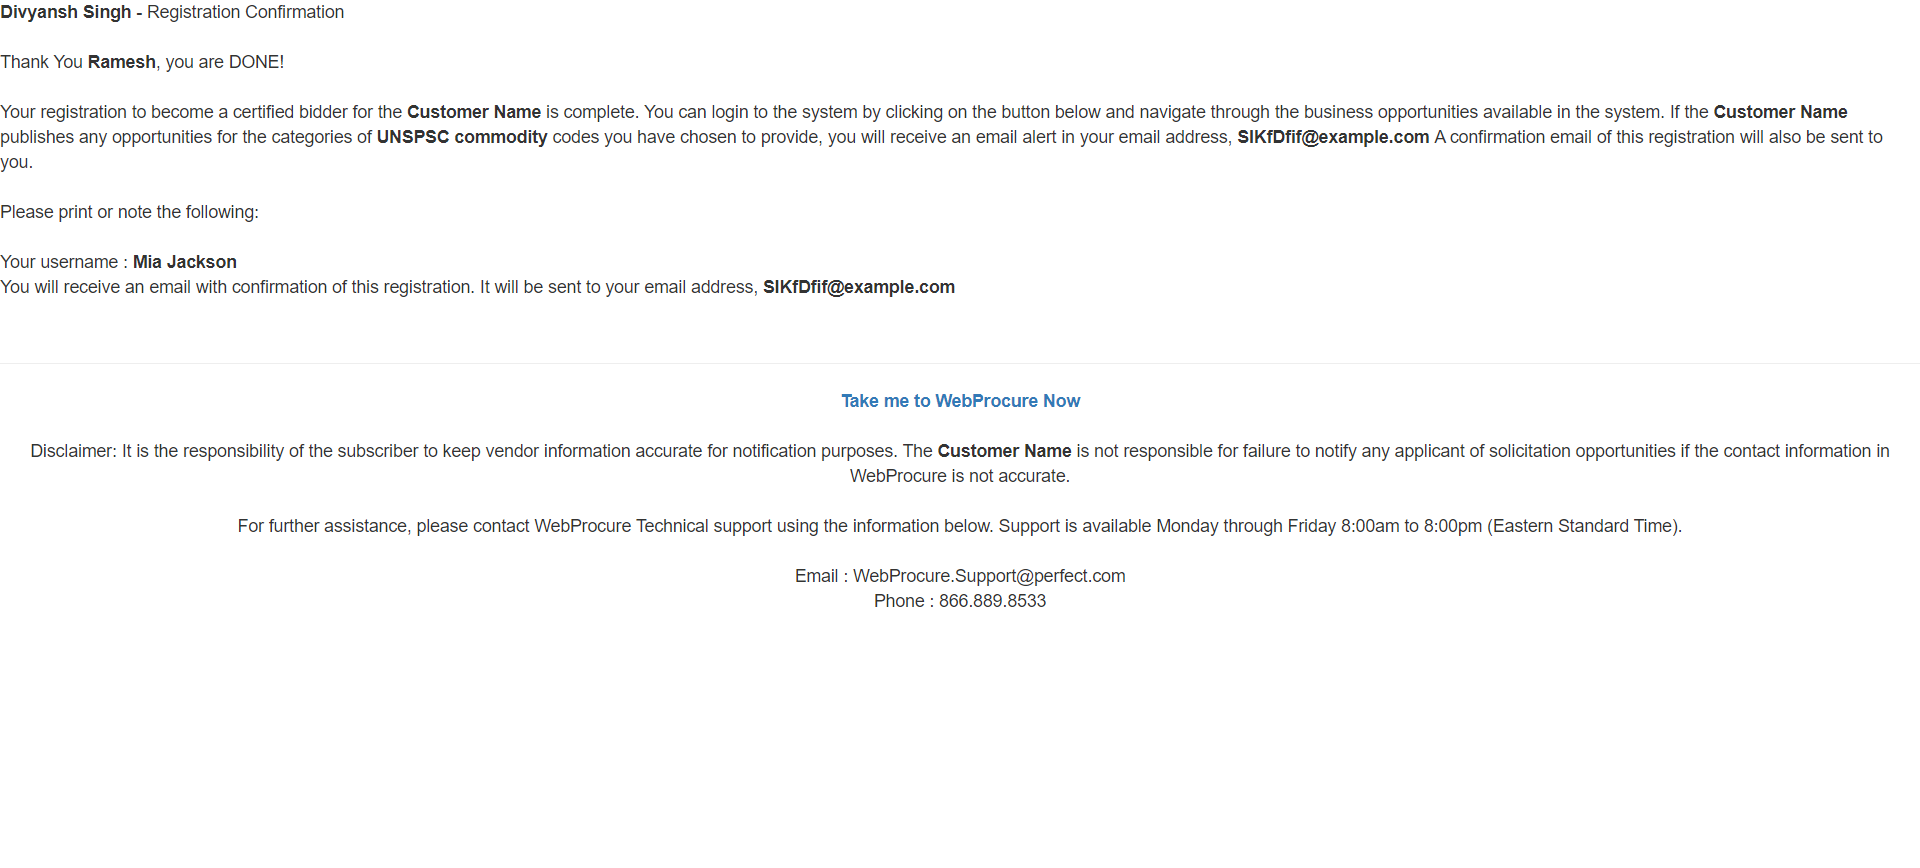 Divyansh Singh - Registration Confirmation
Thank You Ramesh, you are DONE!
Your registration to become a certified bidder for the Customer Name is complete. You can login to the system by clicking on the button below and navigate through the business opportunities available in the system. If the Customer Name
publishes any opportunities for the categories of UNSPSC commodity codes you have chosen to provide, you will receive an email alert in your email address, SIKfDfif@example.com A confirmation email of this registration will also be sent to
you.
Please print or note the following:
Your username : Mia Jackson
You will receive an email with confirmation of this registration. It will be sent to your email address, SIKfDfif@example.com
Take me to WebProcure Now
Disclaimer: It is the responsibility of the subscriber to keep vendor information accurate for notification purposes. The Customer Name is not responsible for failure to notify any applicant of solicitation opportunities if the contact information in
WebProcure is not accurate.
For further assistance, please contact WebProcure Technical support using the information below. Support is available Monday through Friday 8:00am to 8:00pm (Eastern Standard Time).
Email : WebProcure.Support@perfect.com
Phone : 866.889.8533